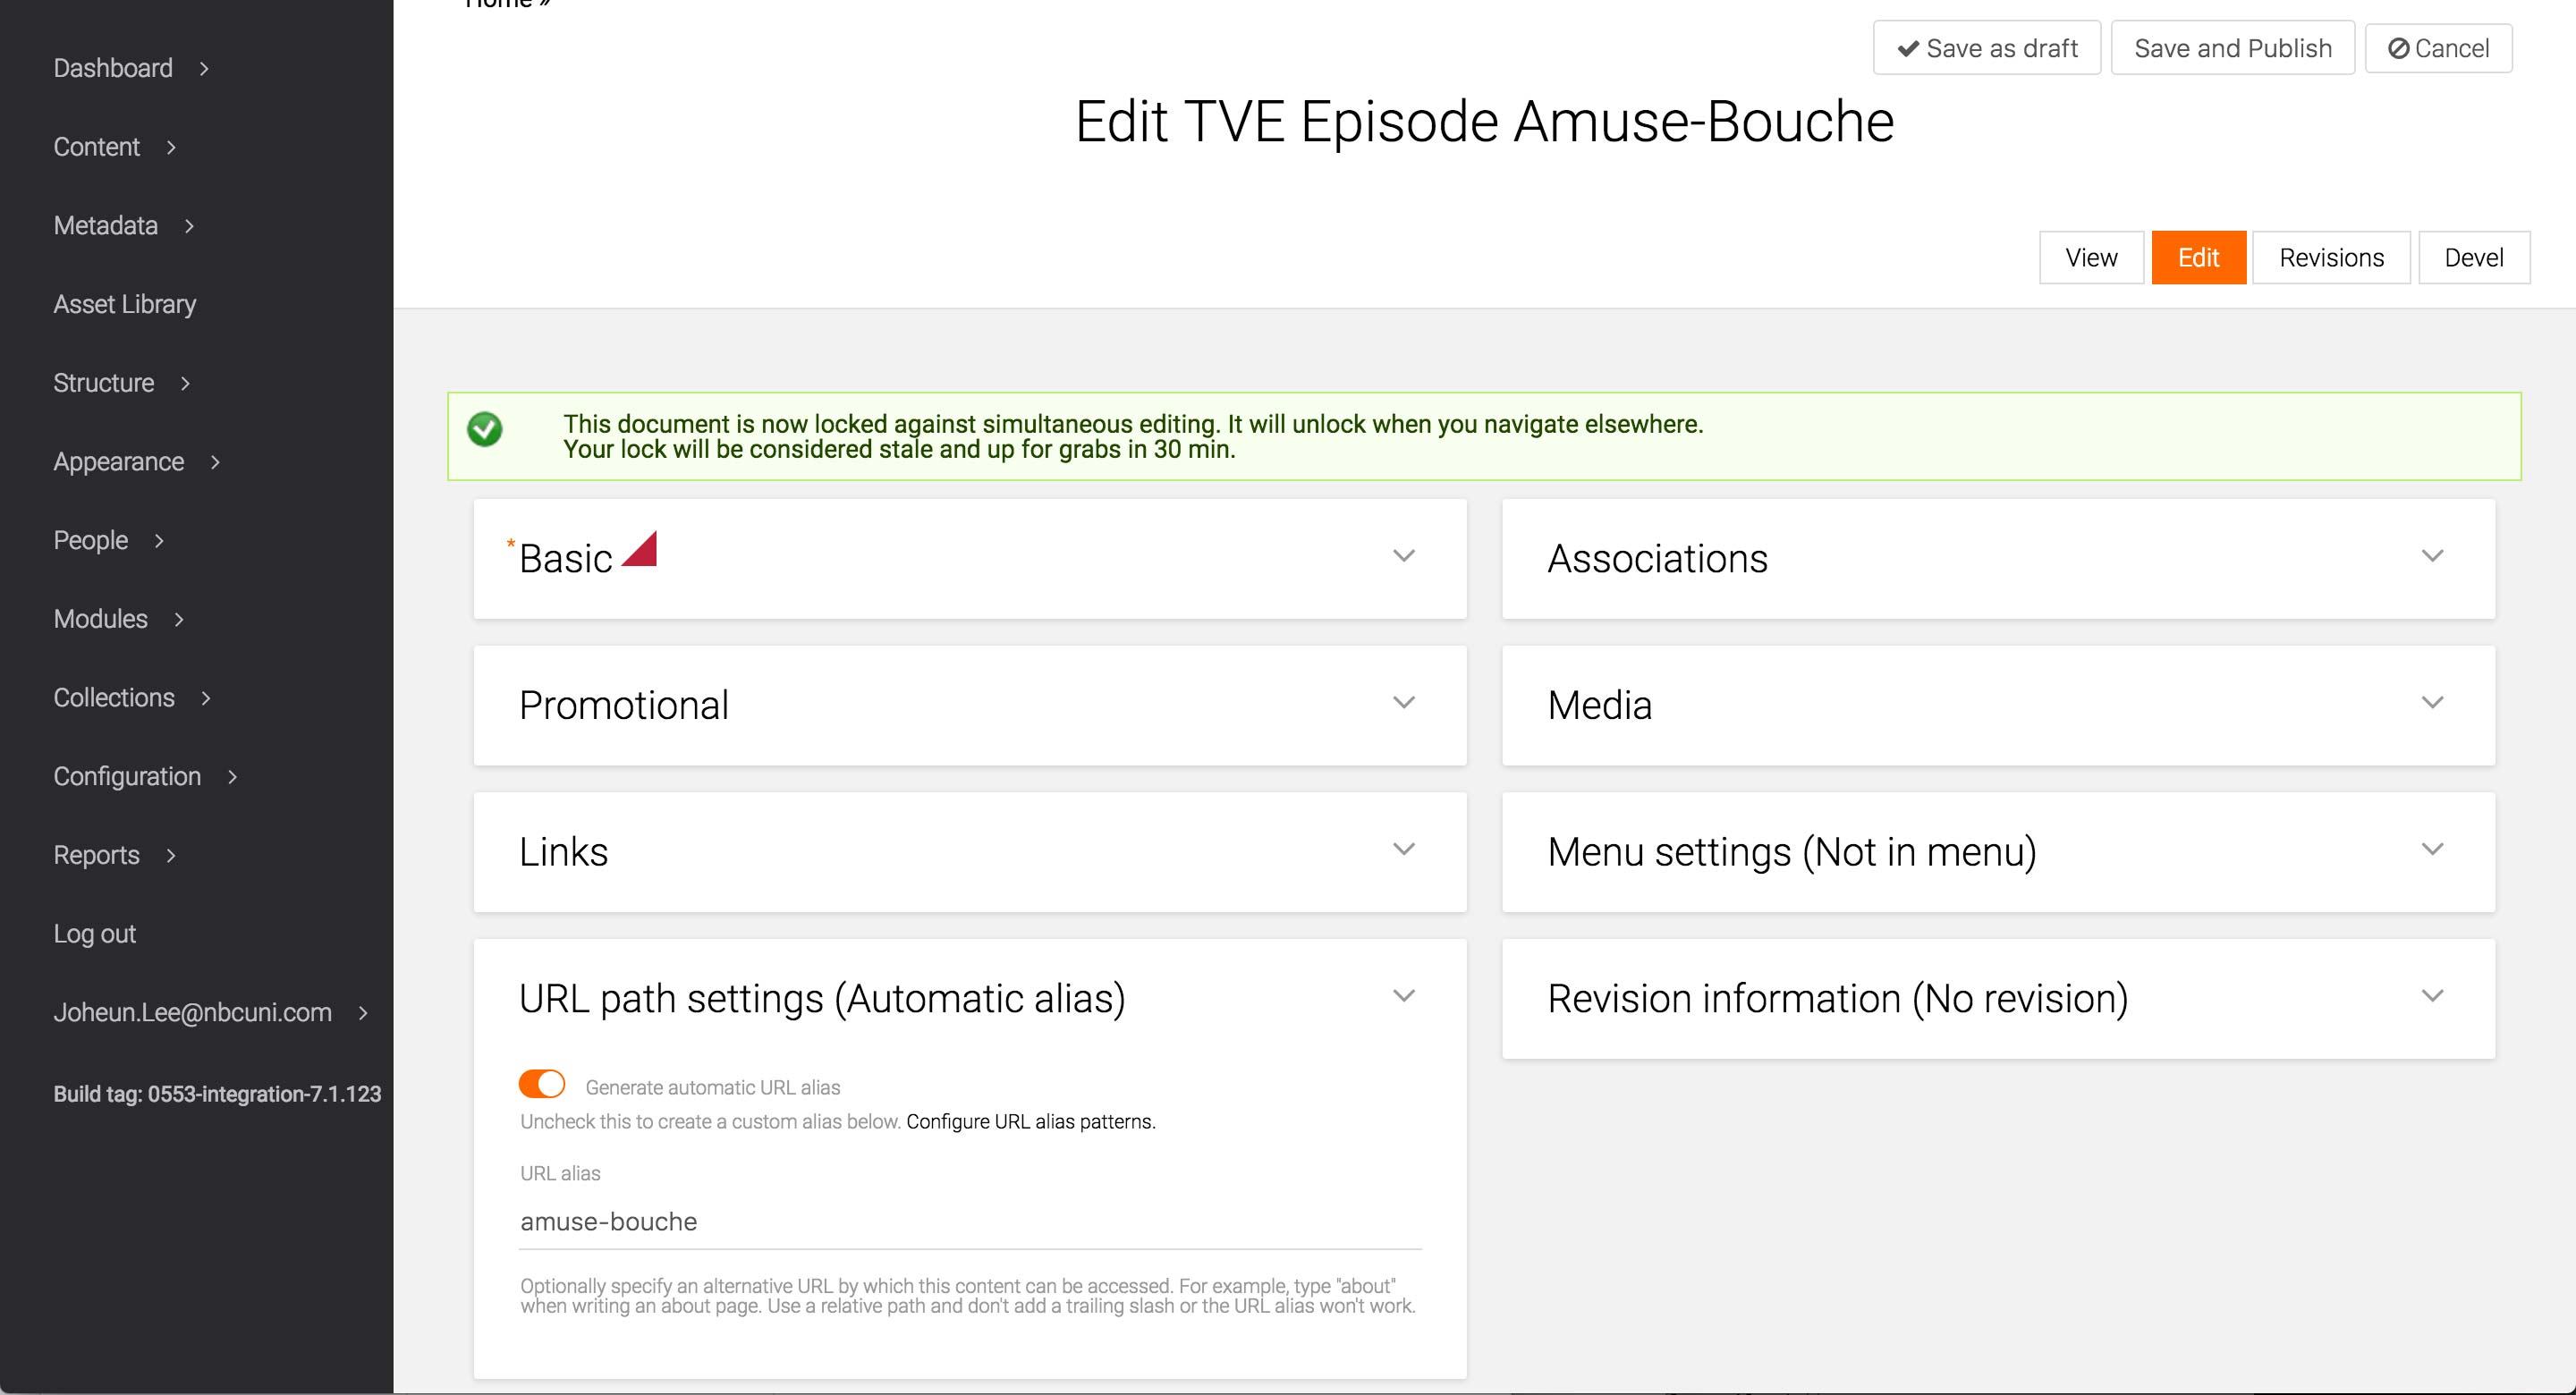 Home »
Dashboard
Content
Metadata
Asset Library
Structure
Appearance
People
Modules
Collections
Configuration
Reports
Log out
Joheun.Lee@nbcuni.com
Build tag: 0553-integration-7.1.123
Save as draft
Save and Publish
Cancel
Edit TVE Episode Amuse-Bouche
View
Edit
Revisions
Devel
This document is now locked against simultaneous editing. It will unlock when you navigate elsewhere.
Your lock will be considered stale and up for grabs in 30 min.
* Basic
Associations
Promotional
Media
Links
Menu settings (Not in menu)
URL path settings (Automatic alias)
Revision information (No revision)
Generate automatic URL alias
Uncheck this to create a custom alias below. Configure URL alias patterns.
URL alias
amuse-bouche
Optionally specify an alternative URL by which this content can be accessed. For example, type "about"
when writing an about page. Use a relative path and don't add a trailing slash or the URL alias won't work.